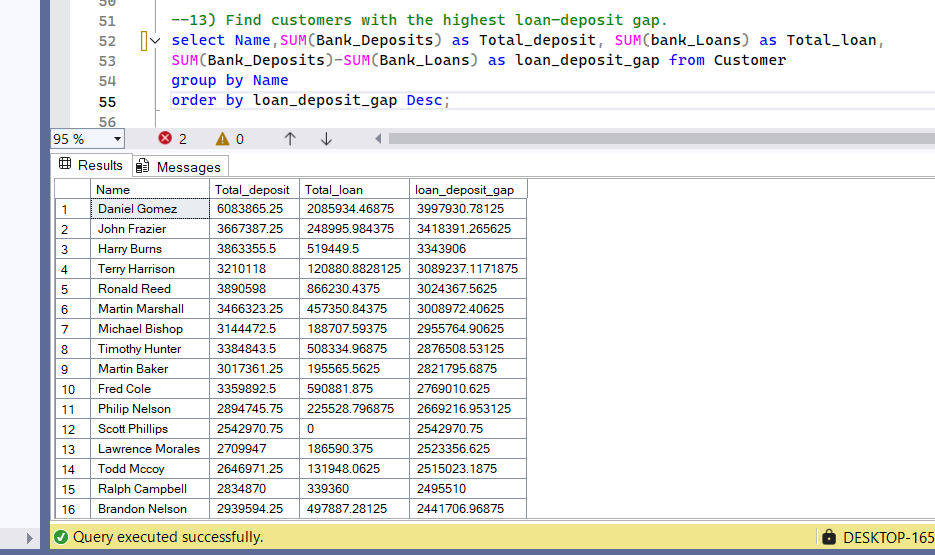 50
51 --13) Find customers with the highest loan-deposit gap.
52 select Name,SUM(Bank_Deposits) as Total_deposit, SUM(bank_Loans) as Total_loan,
53 SUM(Bank_Deposits)-SUM(Bank_Loans) as loan_deposit_gap from Customer
54 group by Name
55 order by loan_deposit_gap Desc;
56
95 % 2 0
Results Messages
Name Total_deposit Total_loan loan_deposit_gap
1 Daniel Gomez 6083865.25 2085934.46875 3997930.78125
2 John Frazier 3667387.25 248995.984375 3418391.265625
3 Harry Burns 3863355.5 519449.5 3343906
4 Terry Harrison 3210118 120880.8828125 3089237.1171875
5 Ronald Reed 3890598 866230.4375 3024367.5625
6 Martin Marshall 3466323.25 457350.84375 3008972.40625
7 Michael Bishop 3144472.5 188707.59375 2955764.90625
8 Timothy Hunter 3384843.5 508334.96875 2876508.53125
9 Martin Baker 3017361.25 195565.5625 2821795.6875
10 Fred Cole 3359892.5 590881.875 2769010.625
11 Philip Nelson 2894745.75 225528.796875 2669216.953125
12 Scott Phillips 2542970.75 0 2542970.75
13 Lawrence Morales 2709947 186590.375 2523356.625
14 Todd Mccoy 2646971.25 131948.0625 2515023.1875
15 Ralph Campbell 2834870 339360 2495510
16 Brandon Nelson 2939594.25 497887.28125 2441706.96875
Query executed successfully. DESKTOP-165